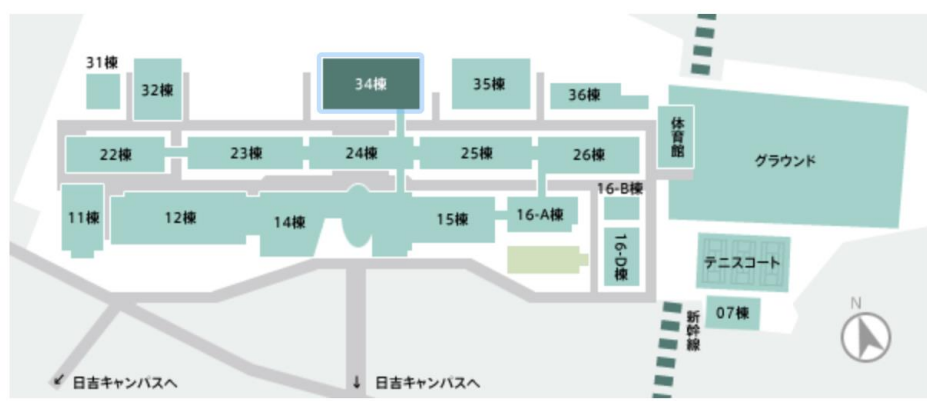 31棟
32棟
34棟
35棟
36棟
体育館
グラウンド
22棟
23棟
24棟
25棟
26棟
11棟
12棟
14棟
15棟
16-A棟
16-B棟
16-D棟
テニスコート
07棟
新幹線
N
↙ 日吉キャンパスへ
↓ 日吉キャンパスへ